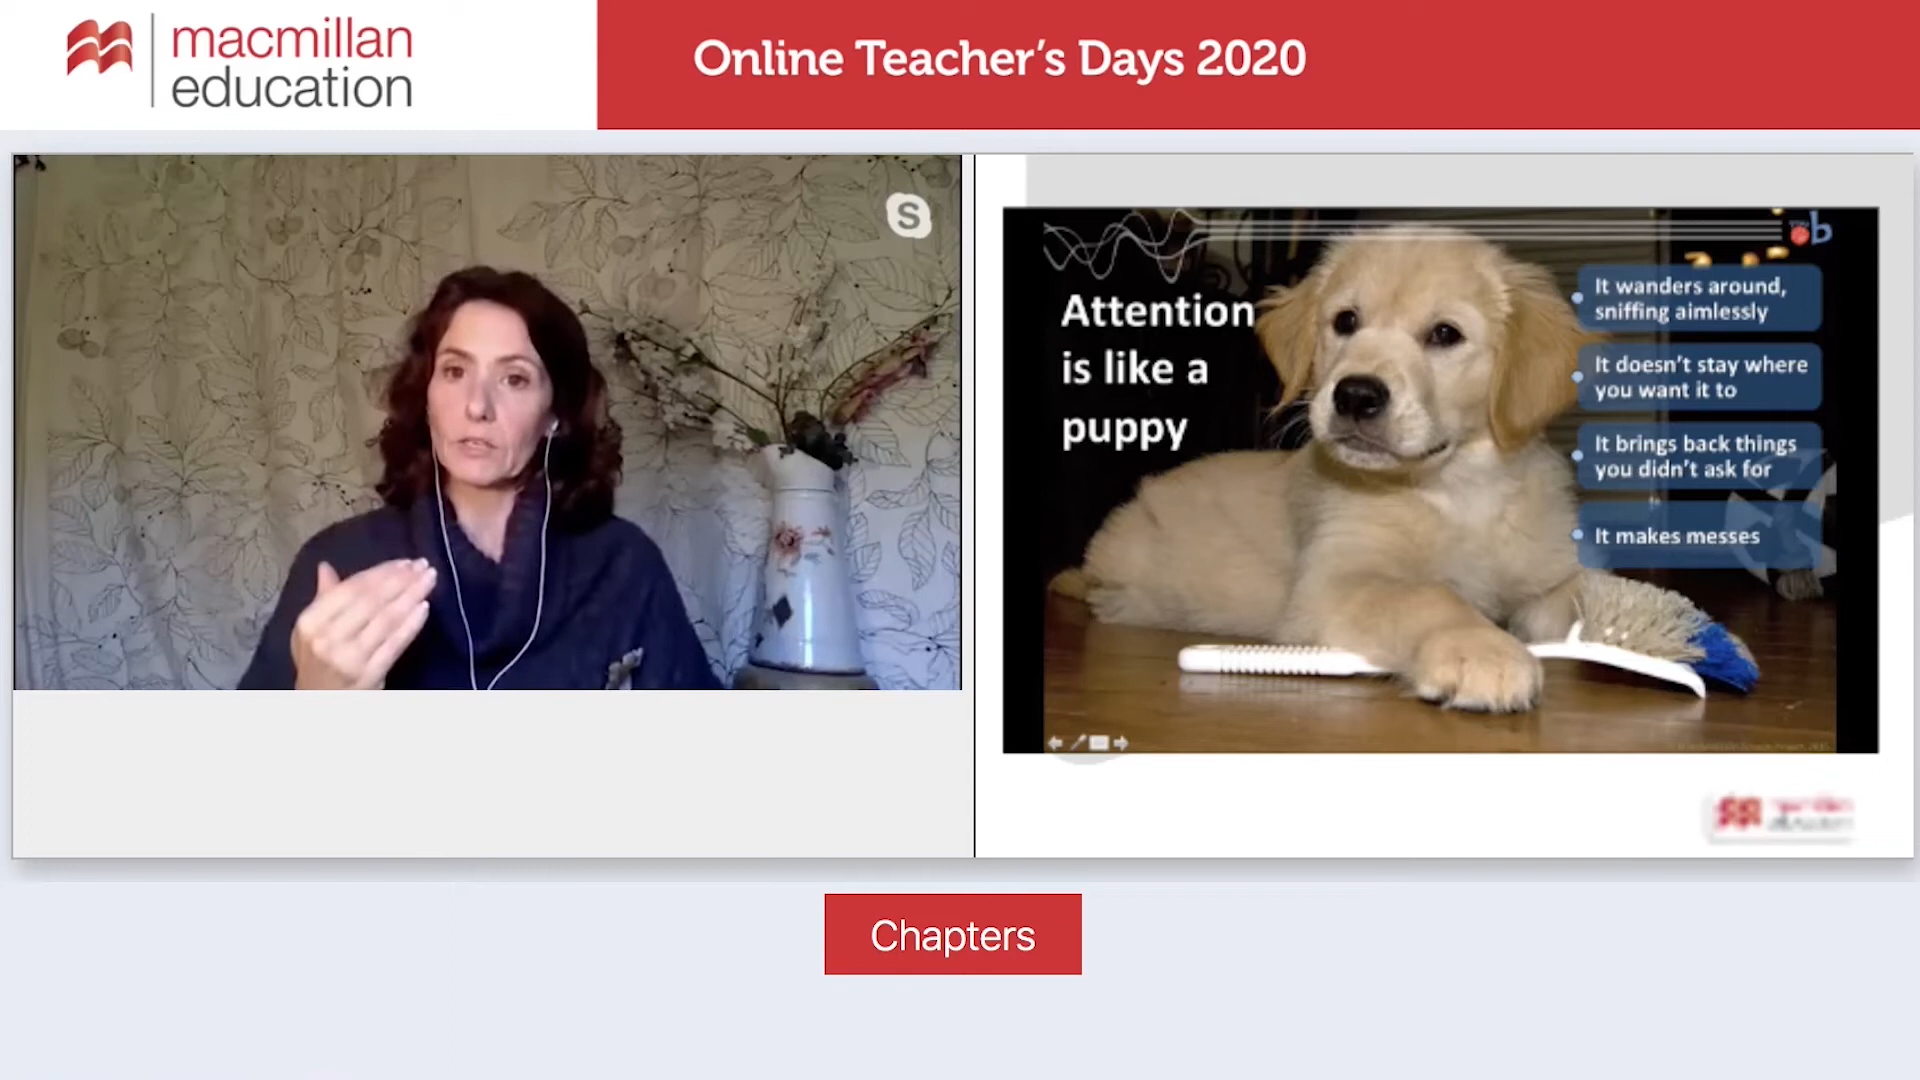 macmillan
education
Online Teacher's Days 2020
S
b
Attention
is like a
puppy
It wanders around,
sniffing aimlessly
It doesn't stay where
you want it to
It brings back things
you didn't ask for
It makes messes
Chapters